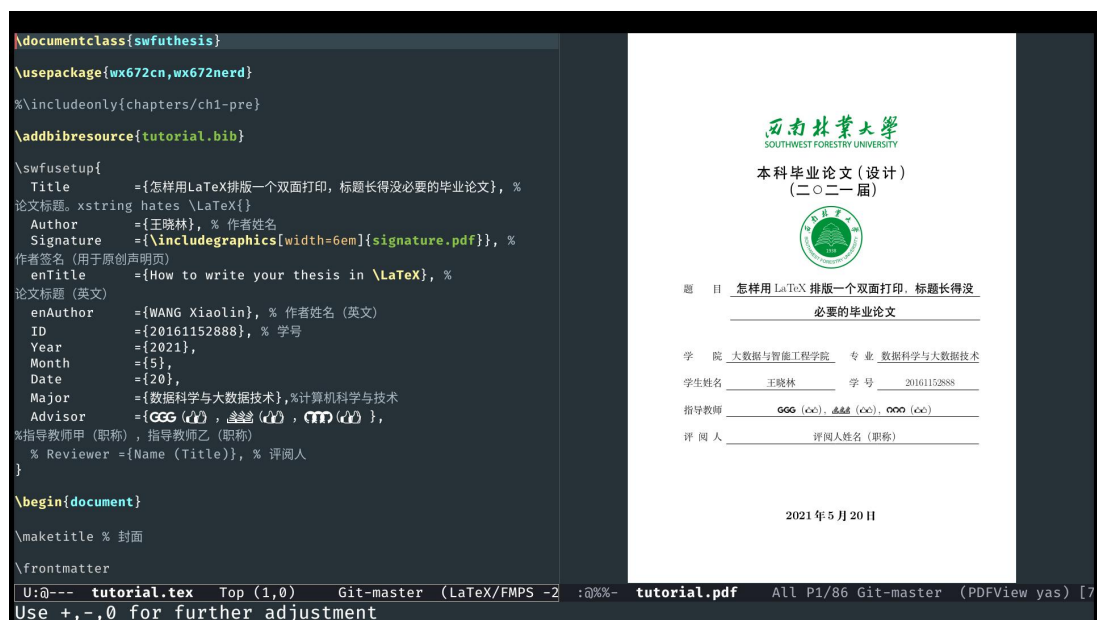 \documentclass{swfuthesis}
\usepackage{wx672cn,wx672nerd}
%\includeonly{chapters/ch1-pre}
\addbibresource{tutorial.bib}
\swfusetup{
Title ={怎样用LaTeX排版一个双面打印，标题长得没必要的毕业论文}, %
论文标题。xstring hates \LaTeX{}
Author ={王晓林}, % 作者姓名
Signature ={\includegraphics[width=6em]{signature.pdf}}, %
作者签名（用于原创声明页）
enTitle ={How to write your thesis in \LaTeX}, %
论文标题（英文）
enAuthor ={WANG Xiaolin}, % 作者姓名（英文）
ID ={20161152888}, % 学号
Year ={2021},
Month ={5},
Date ={20},
Major ={数据科学与大数据技术},%计算机科学与技术
Advisor ={
%指导教师甲（职称），指导教师乙（职称）
% Reviewer ={Name (Title)}, % 评阅人
}
\begin{document}
\maketitle % 封面
\frontmatter
U:@--- tutorial.tex Top (1,0) Git-master (LaTeX/FMPS -2
Use +,-,0 for further adjustment
西南林業大學
SOUTHWEST FORESTRY UNIVERSITY
本科毕业论文(设计)
(二○二一届)
题 目 怎样用 LaTeX 排版一个双面打印，标题长得没
必要的毕业论文
学 院 大数据与智能工程学院 专 业 数据科学与大数据技术
学生姓名 王晓林 学 号 20161152888
指导教师
评 阅 人 评阅人姓名（职称）
2021 年 5 月 20 日
:@%%- tutorial.pdf All P1/86 Git-master (PDFView yas) [7